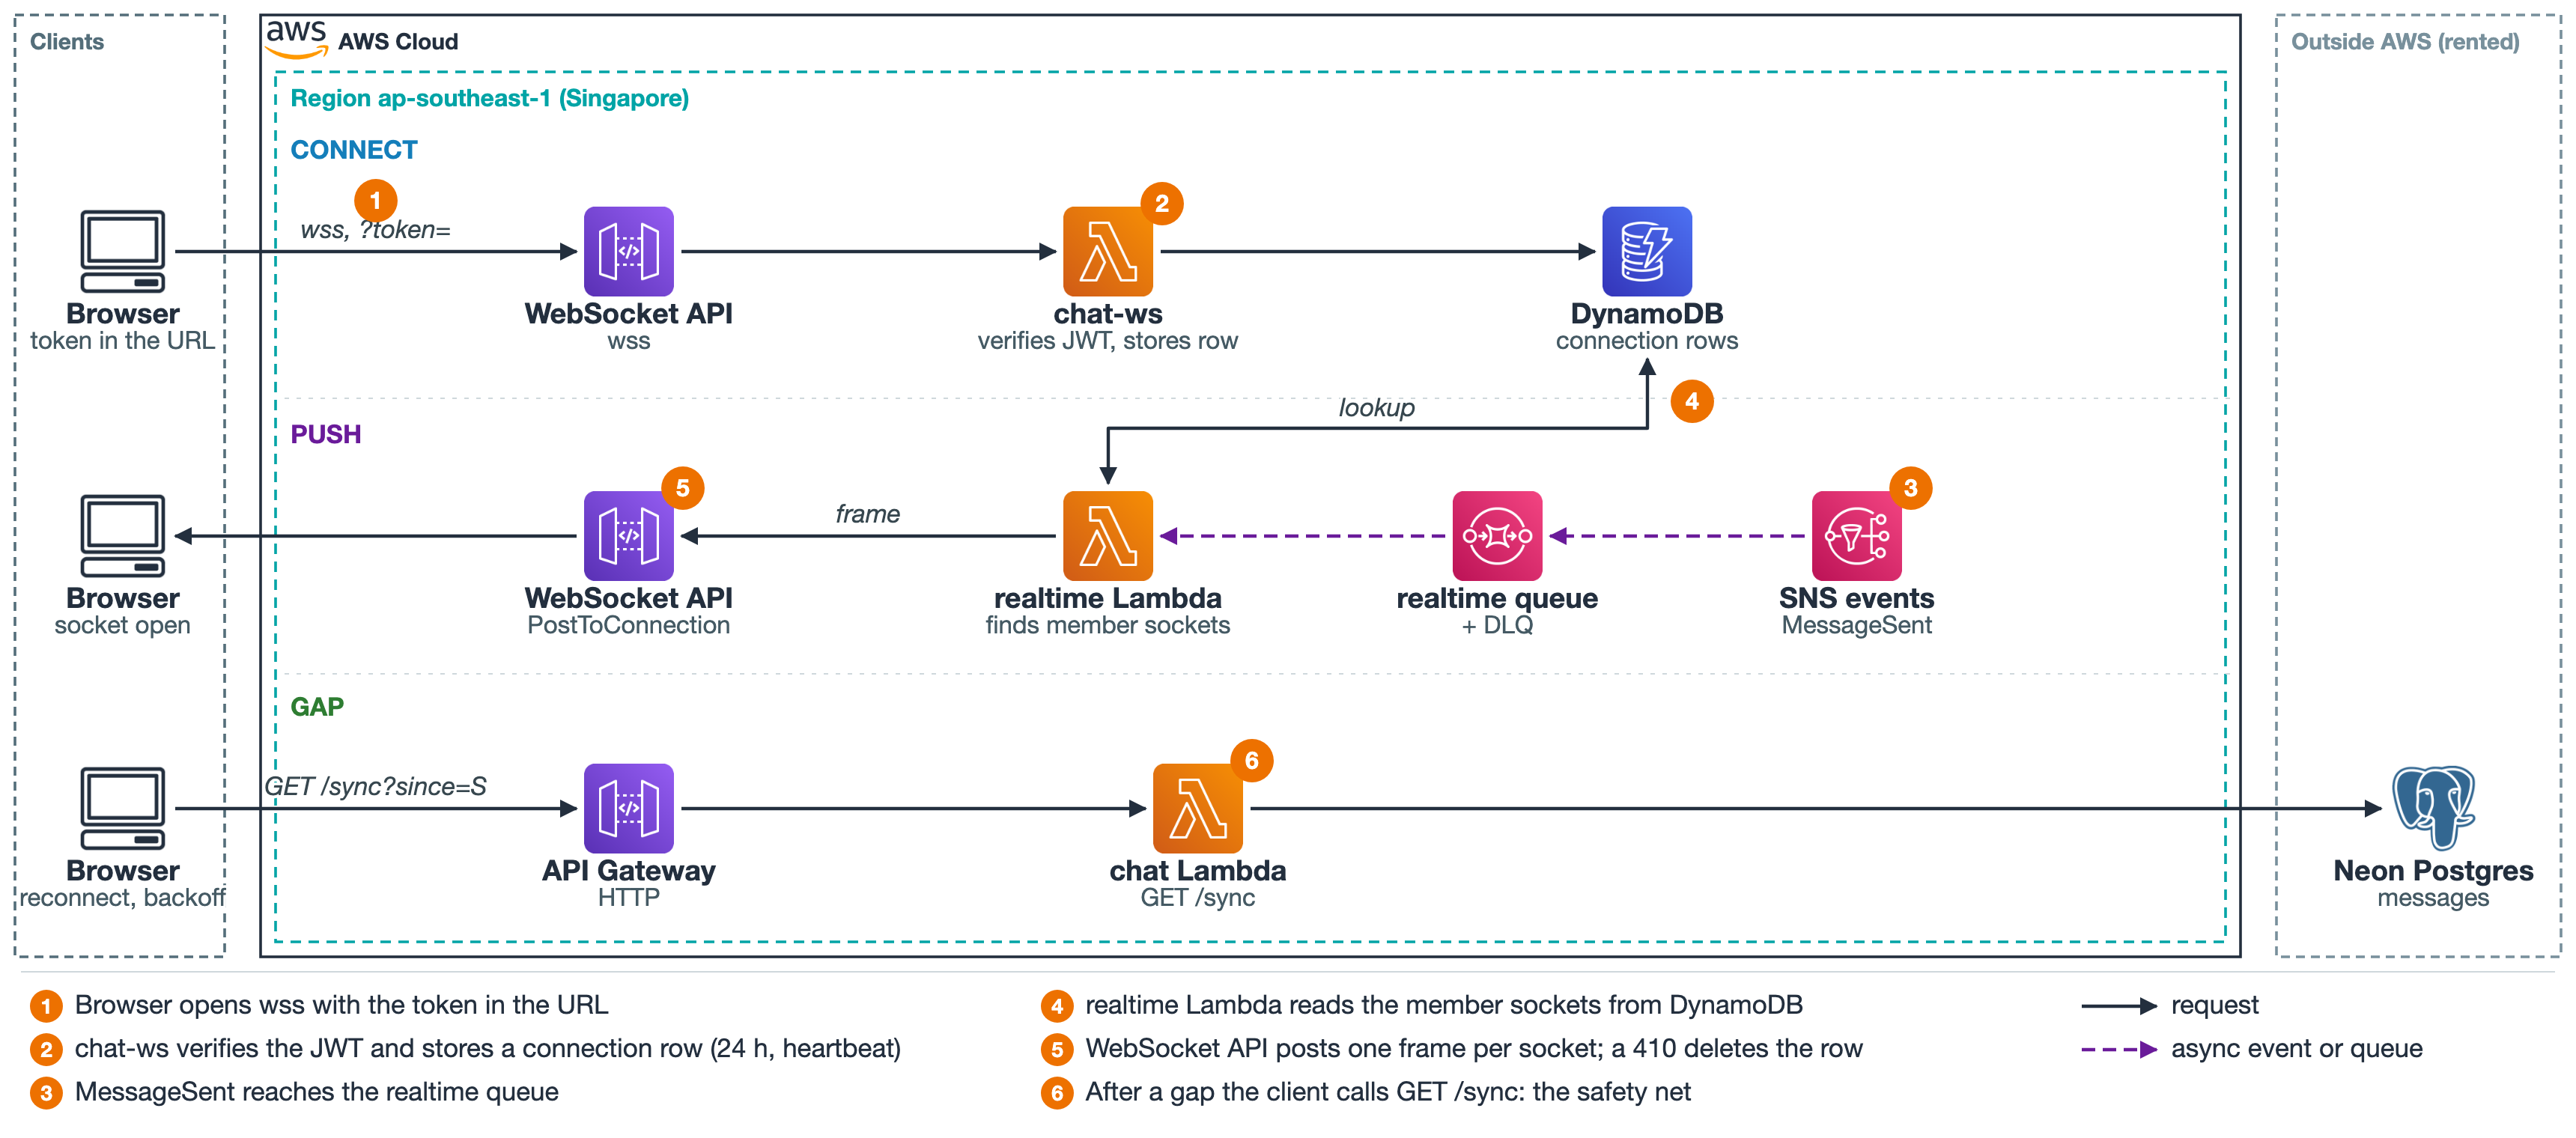 Clients
aws
AWS Cloud
Outside AWS (rented)
Region ap-southeast-1 (Singapore)
CONNECT
1
wss, ?token=
2
Browser
token in the URL
WebSocket API
wss
chat-ws
verifies JWT, stores row
DynamoDB
connection rows
lookup
4
PUSH
5
frame
3
Browser
socket open
WebSocket API
PostToConnection
realtime Lambda
finds member sockets
realtime queue
+ DLQ
SNS events
MessageSent
GAP
GET /sync?since=S
6
Browser
reconnect, backoff
API Gateway
HTTP
chat Lambda
GET /sync
Neon Postgres
messages
1 Browser opens wss with the token in the URL
2 chat-ws verifies the JWT and stores a connection row (24 h, heartbeat)
3 MessageSent reaches the realtime queue
4 realtime Lambda reads the member sockets from DynamoDB
5 WebSocket API posts one frame per socket; a 410 deletes the row
6 After a gap the client calls GET /sync: the safety net
request
async event or queue